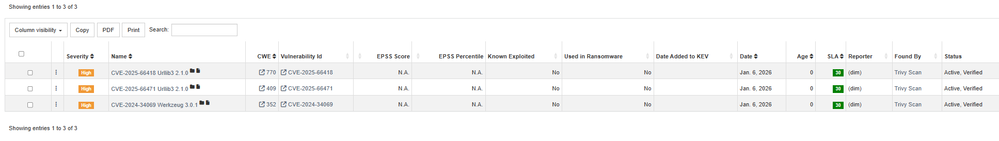 Showing entries 1 to 3 of 3
Column visibility Copy PDF Print Search:
Severity Name CWE Vulnerability Id EPSS Score EPSS Percentile Known Exploited Used in Ransomware Date Added to KEV Date Age SLA Reporter Found By Status
High CVE-2025-66418 Urllib3 2.1.0 770 CVE-2025-66418 N.A. N.A. No No Jan. 6, 2026 0 30 (dim) Trivy Scan Active, Verified
High CVE-2025-66471 Urllib3 2.1.0 409 CVE-2025-66471 N.A. N.A. No No Jan. 6, 2026 0 30 (dim) Trivy Scan Active, Verified
High CVE-2024-34069 Werkzeug 3.0.1 352 CVE-2024-34069 N.A. N.A. No No Jan. 6, 2026 0 30 (dim) Trivy Scan Active, Verified
Showing entries 1 to 3 of 3